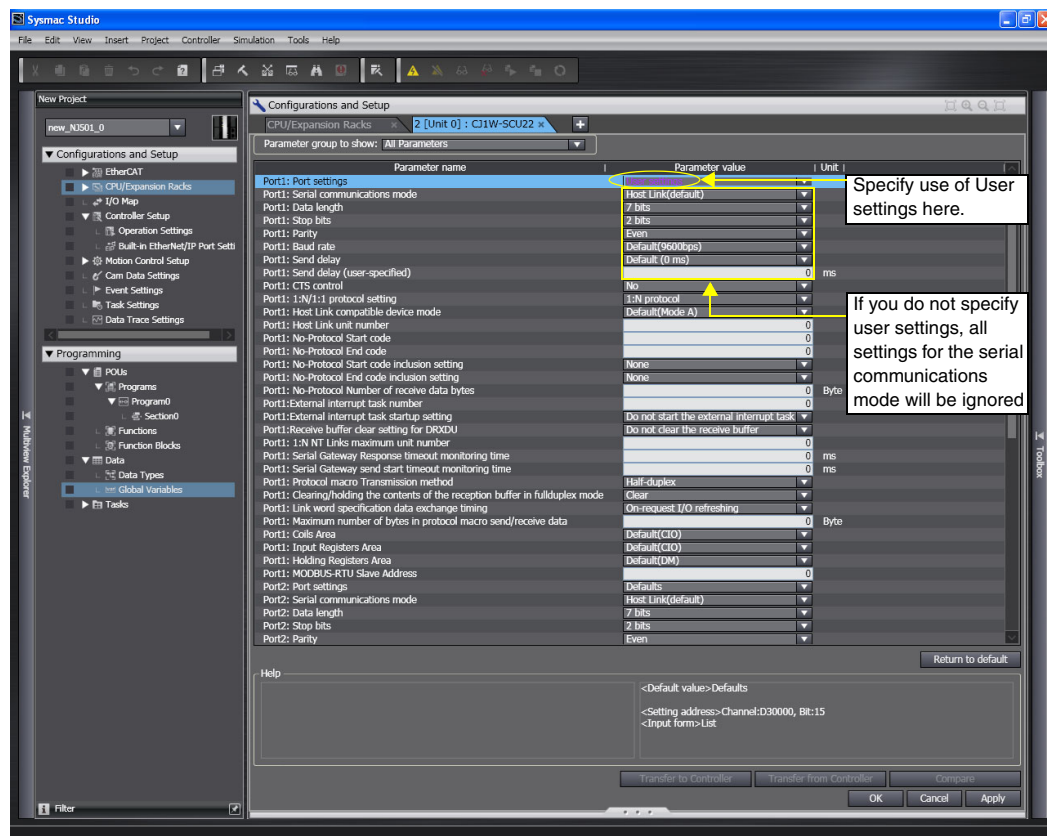 Sysmac Studio
File Edit View Insert Project Controller Simulation Tools Help
New Project
new_NJ501_0
Configurations and Setup
EtherCAT
CPU/Expansion Racks
I/O Map
Controller Setup
Operation Settings
Built-in EtherNet/IP Port Setti
Motion Control Setup
Cam Data Settings
Event Settings
Task Settings
Data Trace Settings
Programming
POUs
Programs
Program0
Section0
Functions
Function Blocks
Data
Data Types
Global Variables
Tasks
Filter
Multiview Explorer
Configurations and Setup
CPU/Expansion Racks
2 [Unit 0] : CJ1W-SCU22
Parameter group to show: All Parameters
Parameter name Parameter value Unit
Port1: Port settings
Port1: Serial communications mode Host Link(default)
Port1: Data length 7 bits
Port1: Stop bits 2 bits
Port1: Parity Even
Port1: Baud rate Default(9600bps)
Port1: Send delay Default (0 ms)
Port1: Send delay (user-specified) 0 ms
Port1: CTS control No
Port1: 1:N/1:1 protocol setting 1:N protocol
Port1: Host Link compatible device mode Default(Mode A)
Port1: Host Link unit number 0
Port1: No-Protocol Start code 0
Port1: No-Protocol End code 0
Port1: No-Protocol Start code inclusion setting None
Port1: No-Protocol End code inclusion setting None
Port1: No-Protocol Number of receive data bytes 0 Byte
Port1:External interrupt task number 0
Port1:External interrupt task startup setting Do not start the external interrupt task
Port1:Receive buffer clear setting for DRXDU Do not clear the receive buffer
Port1: 1:N NT Links maximum unit number 0
Port1: Serial Gateway Response timeout monitoring time 0 ms
Port1: Serial Gateway send start timeout monitoring time 0 ms
Port1: Protocol macro Transmission method Half-duplex
Port1: Clearing/holding the contents of the reception buffer in fullduplex mode Clear
Port1: Link word specification data exchange timing On-request I/O refreshing
Port1: Maximum number of bytes in protocol macro send/receive data 0 Byte
Port1: Coils Area Default(CIO)
Port1: Input Registers Area Default(CIO)
Port1: Holding Registers Area Default(DM)
Port1: MODBUS-RTU Slave Address 0
Port2: Port settings Defaults
Port2: Serial communications mode Host Link(default)
Port2: Data length 7 bits
Port2: Stop bits 2 bits
Port2: Parity Even
Specify use of User
settings here.
If you do not specify
user settings, all
settings for the serial
communications
mode will be ignored
Return to default
Help
<Default value>Defaults
<Setting address>Channel:D30000, Bit:15
<Input form>List
Transfer to Controller Transfer from Controller Compare
OK Cancel Apply
Toolbox